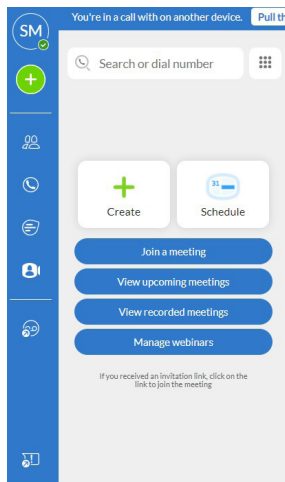 SM
You're in a call with on another device. Pull th
Search or dial number
31
Create
Schedule
Join a meeting
View upcoming meetings
View recorded meetings
Manage webinars
If you received an invitation link, click on the
link to join the meeting